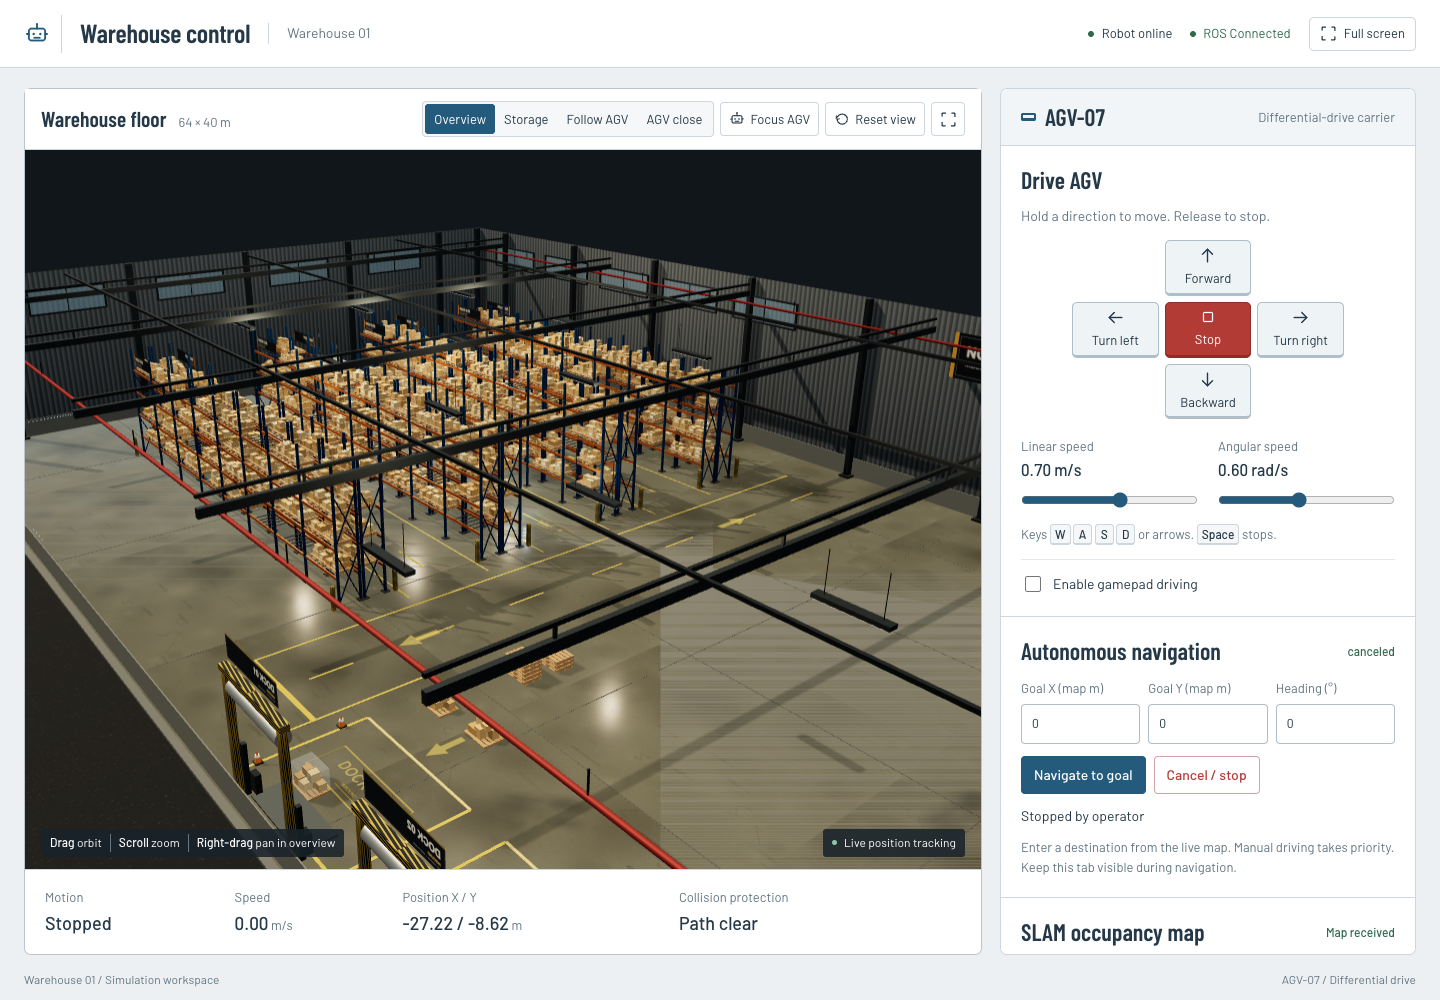 Warehouse control
Warehouse 01
Robot online
ROS Connected
Full screen
Warehouse floor
64 × 40 m
Overview
Storage
Follow AGV
AGV close
Focus AGV
Reset view
DOCK 02
Drag orbit
Scroll zoom
Right-drag pan in overview
Live position tracking
Motion
Stopped
Speed
0.00 m/s
Position X / Y
-27.22 / -8.62 m
Collision protection
Path clear
AGV-07
Differential-drive carrier
Drive AGV
Hold a direction to move. Release to stop.
Forward
Turn left
Stop
Turn right
Backward
Linear speed
0.70 m/s
Angular speed
0.60 rad/s
Keys W A S D or arrows. Space stops.
Enable gamepad driving
Autonomous navigation
canceled
Goal X (map m)
Goal Y (map m)
Heading (°)
0
0
0
Navigate to goal
Cancel / stop
Stopped by operator
Enter a destination from the live map. Manual driving takes priority.
Keep this tab visible during navigation.
SLAM occupancy map
Map received
Warehouse 01 / Simulation workspace
AGV-07 / Differential drive